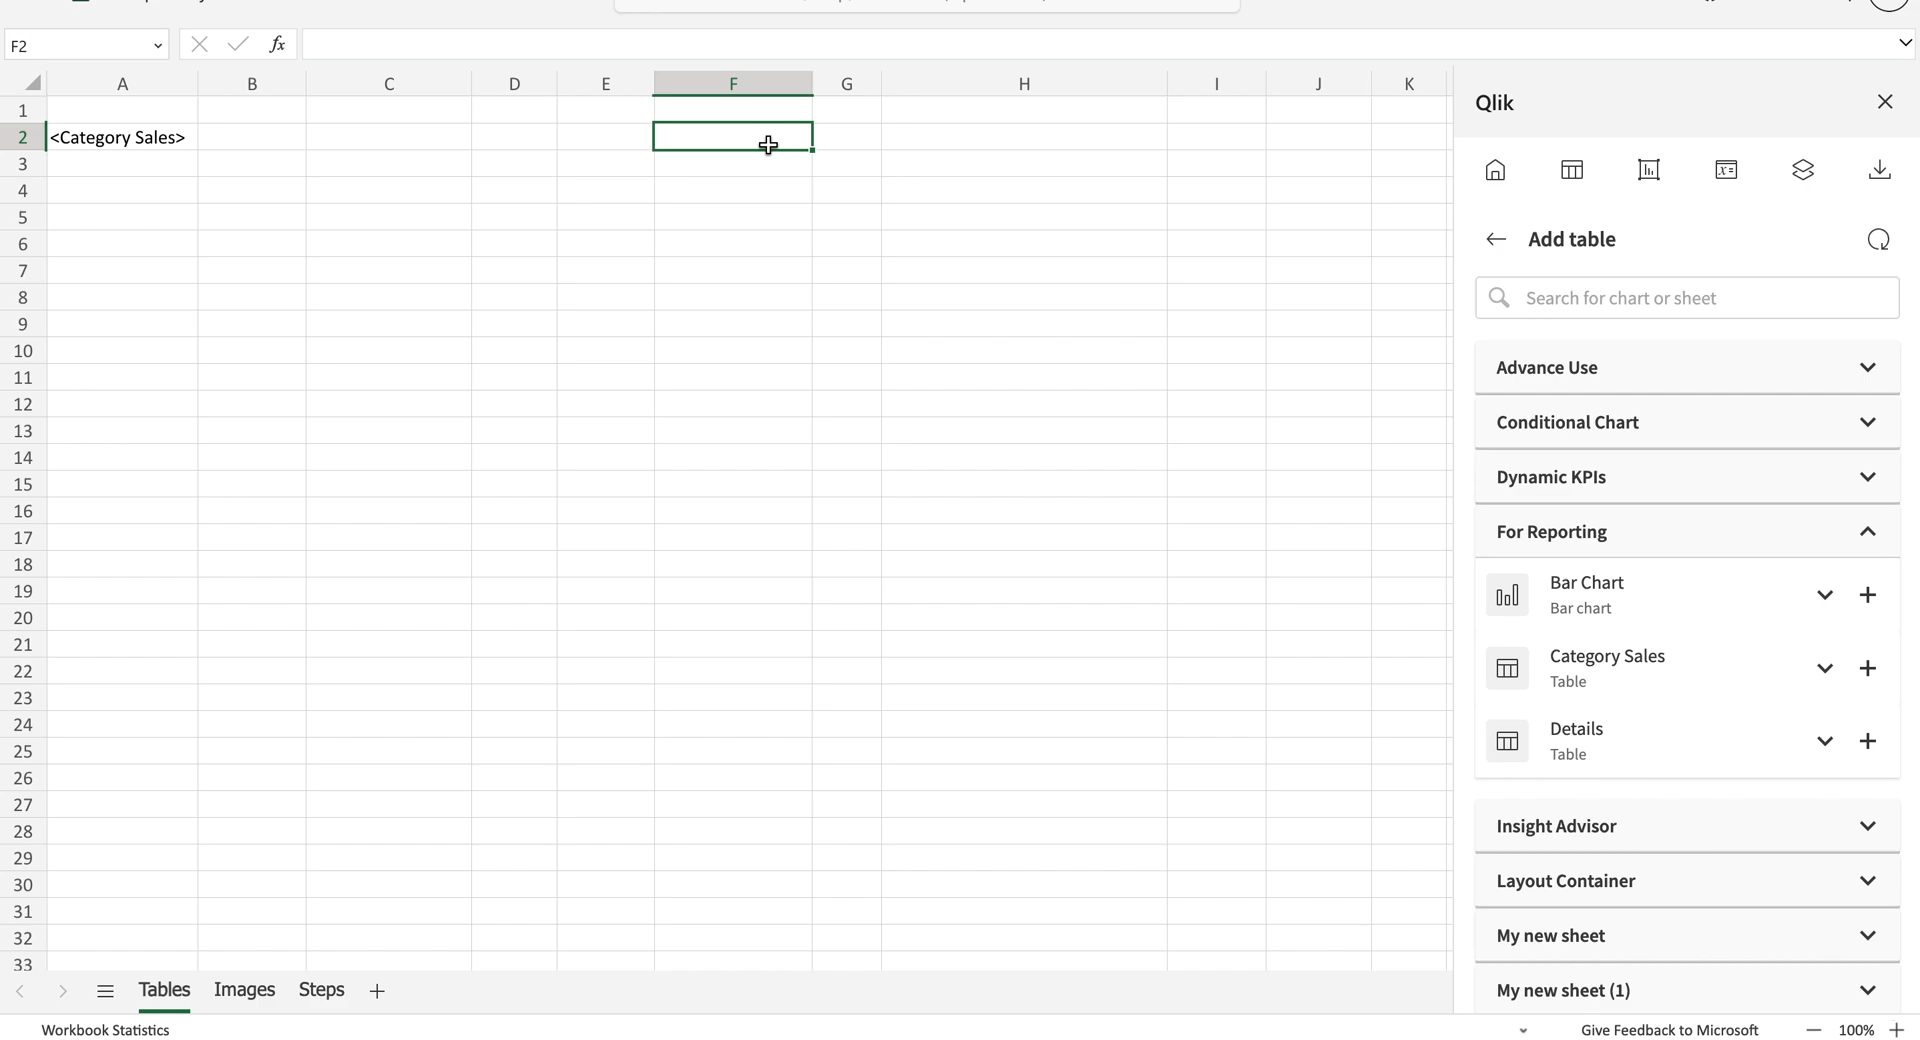 F2
fx
A B C D E F G H I J K
1
2 <Category Sales>
3
4
5
6
7
8
9
10
11
12
13
14
15
16
17
18
19
20
21
22
23
24
25
26
27
28
29
30
31
32
33
Tables Images Steps
Workbook Statistics
Give Feedback to Microsoft
100%
Qlik
Add table
Search for chart or sheet
Advance Use
Conditional Chart
Dynamic KPIs
For Reporting
Bar Chart
Bar chart
Category Sales
Table
Details
Table
Insight Advisor
Layout Container
My new sheet
My new sheet (1)